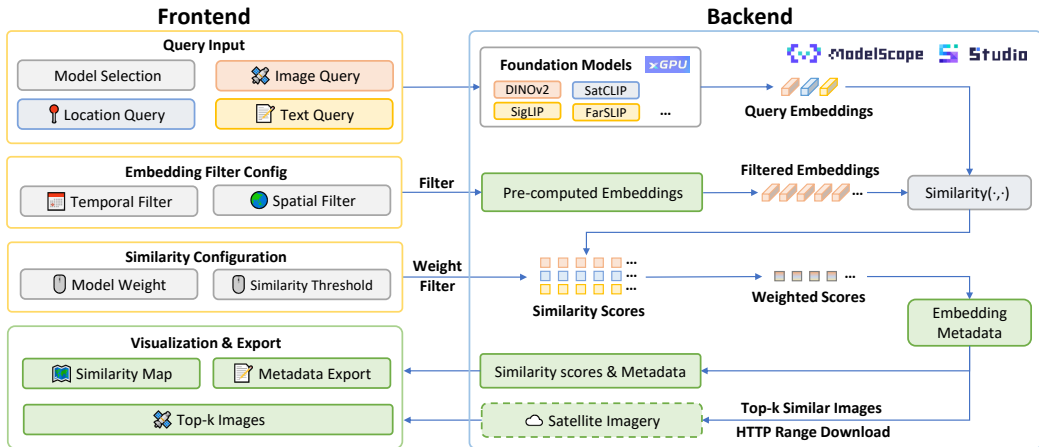 Frontend
Backend
Query Input
Model Selection
Image Query
Location Query
Text Query
Foundation Models
xGPU
DINOv2
SatCLIP
SigLIP
FarSLIP
...
ModelScope
Studio
Query Embeddings
Embedding Filter Config
Temporal Filter
Spatial Filter
Filter
Pre-computed Embeddings
Filtered Embeddings
...
Similarity(·,·)
Similarity Configuration
Model Weight
Similarity Threshold
Weight
Filter
...
...
...
Similarity Scores
...
Weighted Scores
Embedding
Metadata
Visualization & Export
Similarity Map
Metadata Export
Top-k Images
Similarity scores & Metadata
Satellite Imagery
Top-k Similar Images
HTTP Range Download